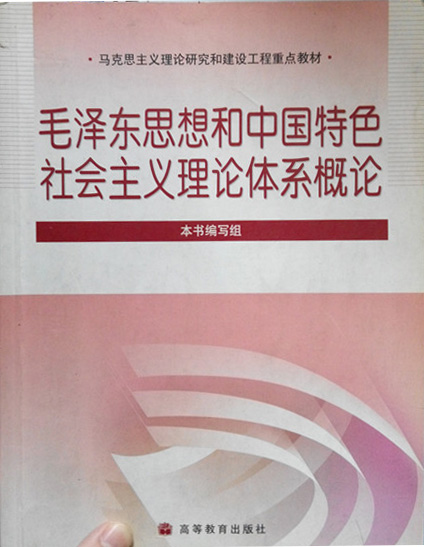 ·马克思主义理论研究和建设工程重点教材·
毛泽东思想和中国特色
社会主义理论体系概论
本书编写组
高等教育出版社